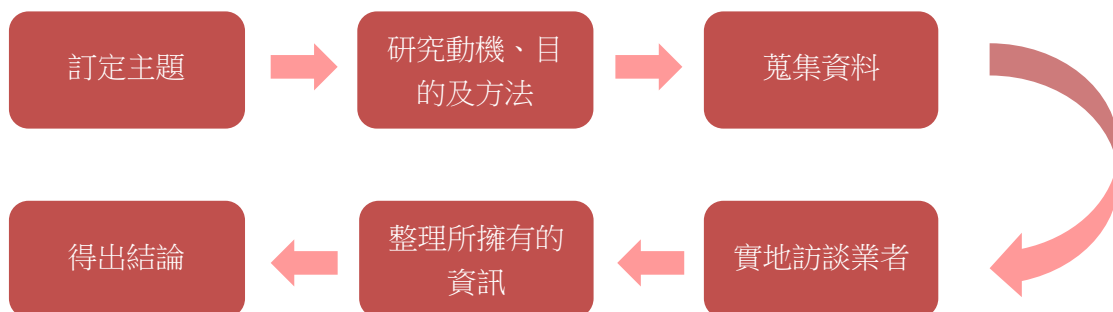 訂定主題
研究動機、目
的及方法
蒐集資料
實地訪談業者
整理所擁有的
資訊
得出結論